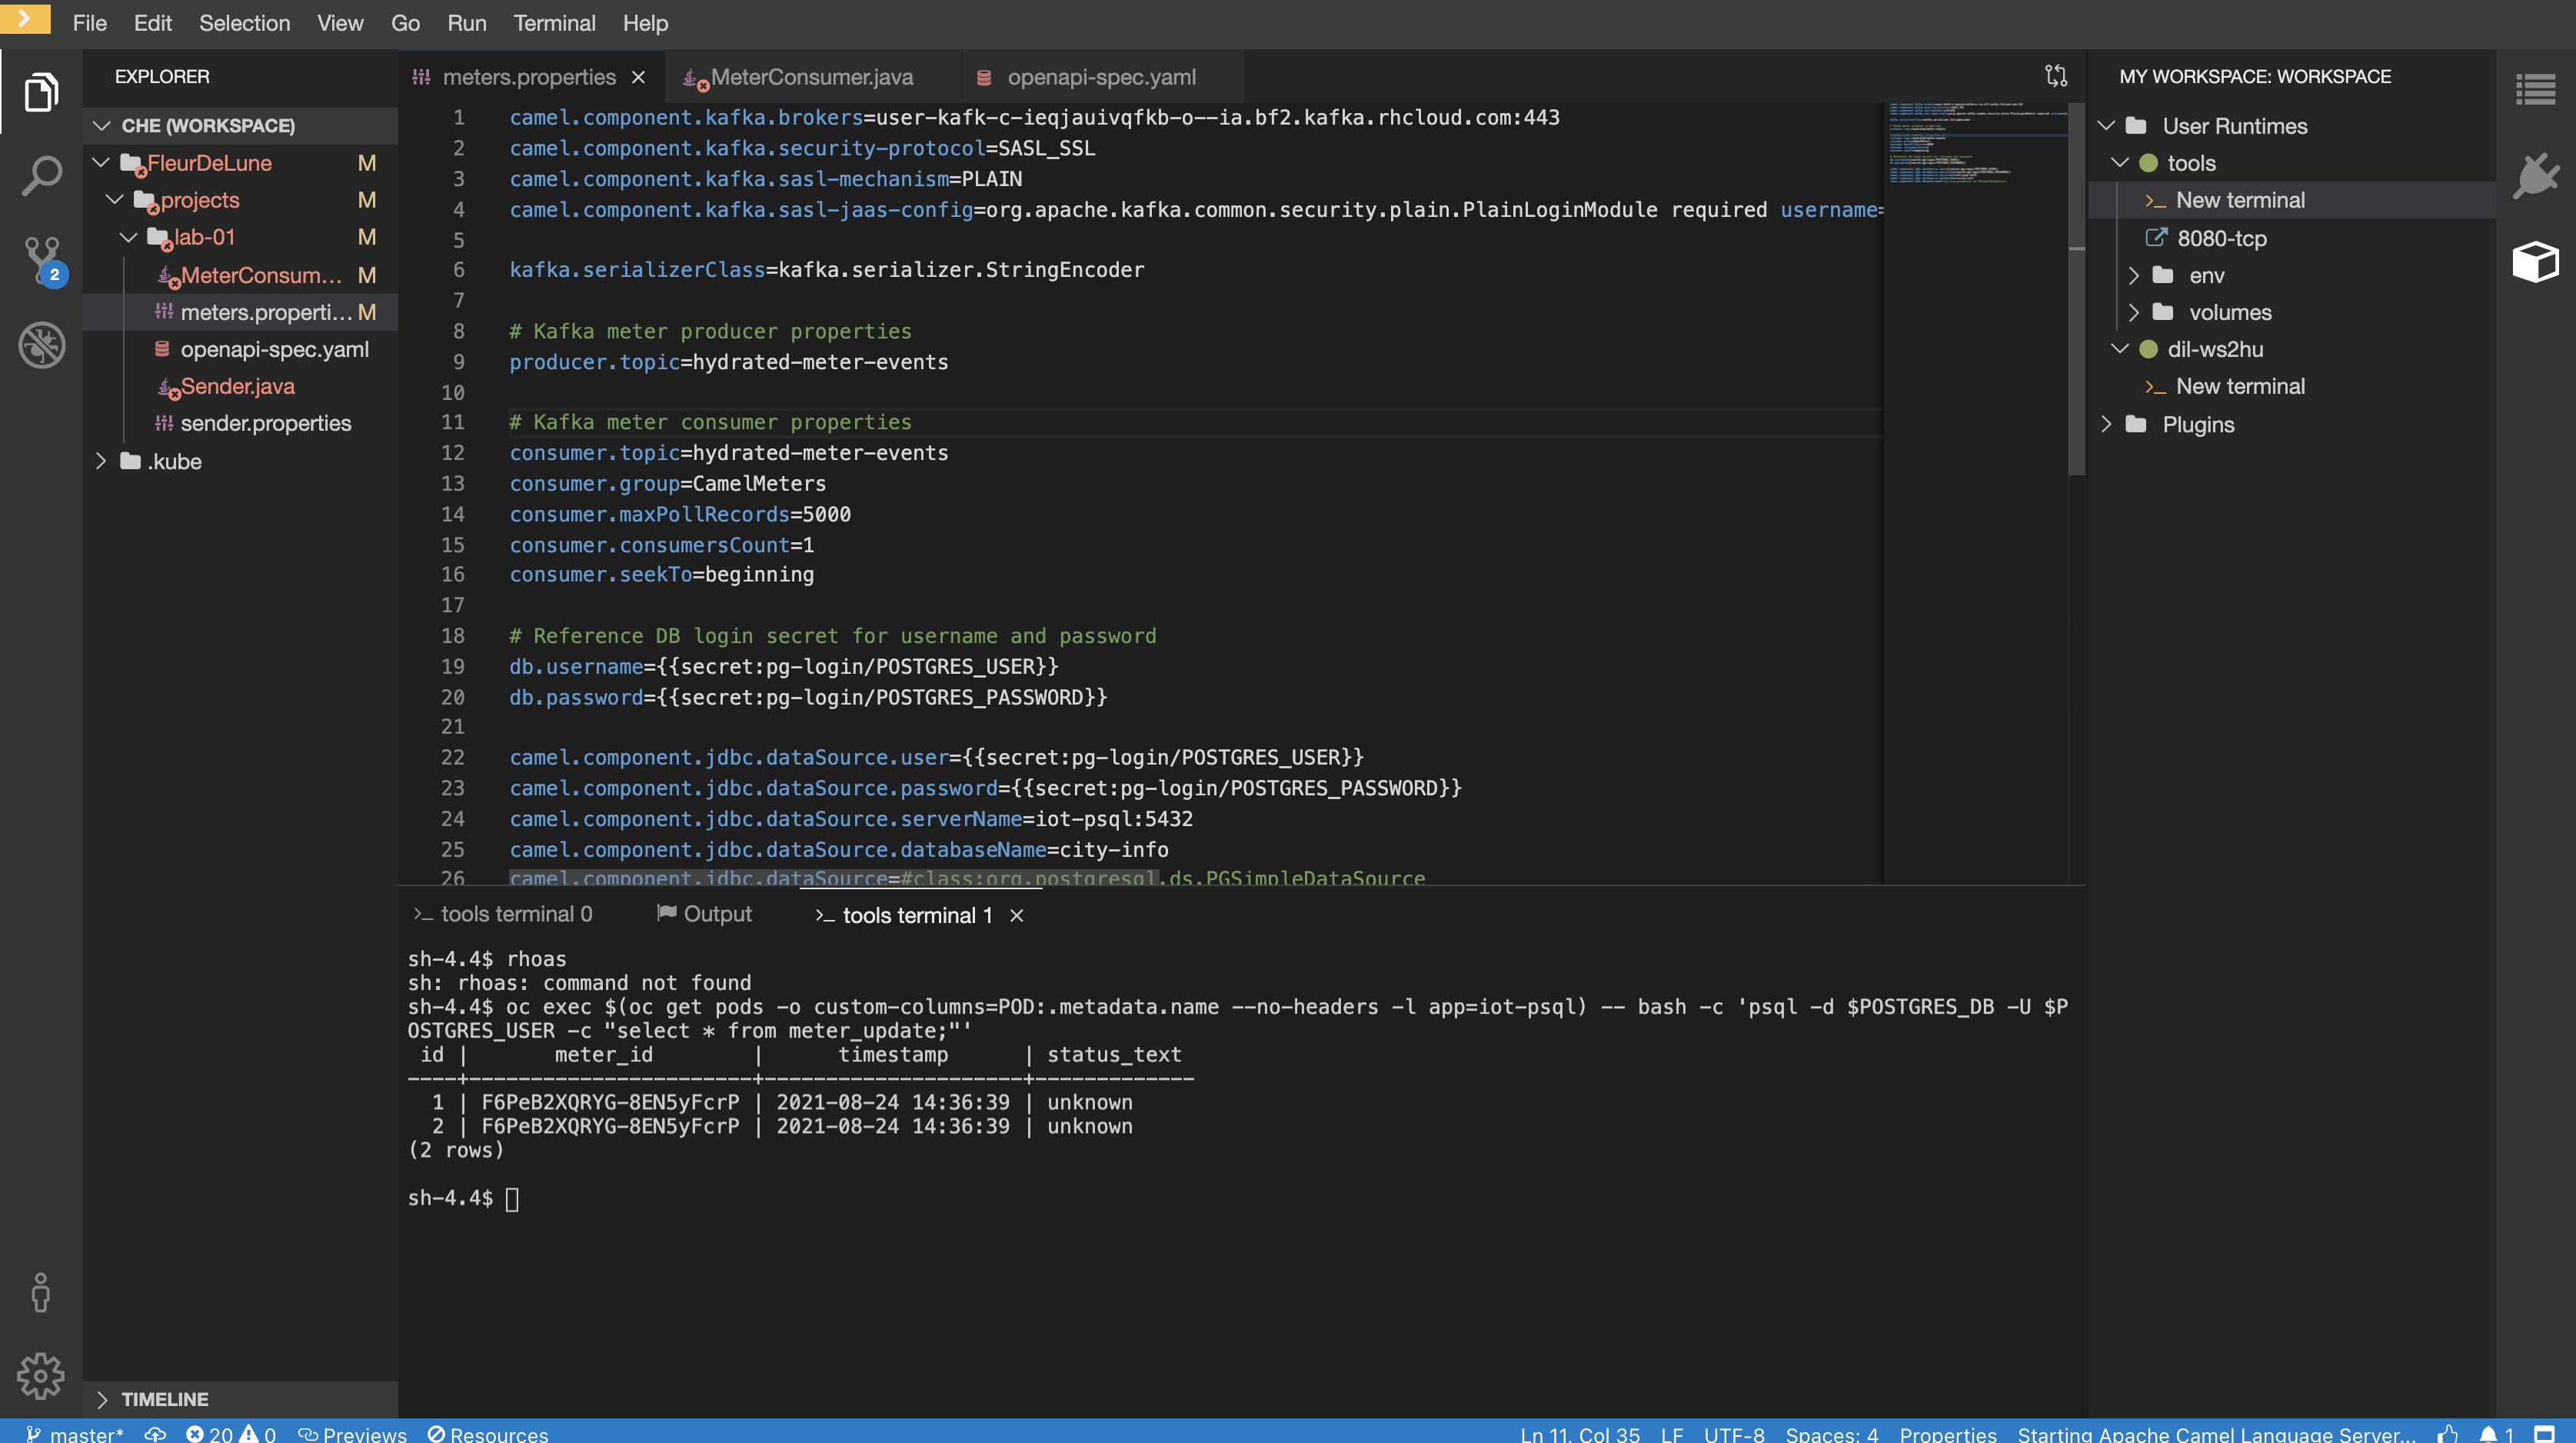 File Edit Selection View Go Run Terminal Help
EXPLORER
CHE (WORKSPACE)
FleurDeLune M
projects M
lab-01 M
MeterConsum... M
meters.properti... M
openapi-spec.yaml
Sender.java
sender.properties
.kube
TIMELINE
2
meters.properties MeterConsumer.java openapi-spec.yaml
1 camel.component.kafka.brokers=user-kafk-c-ieqjauivqfkb-o--ia.bf2.kafka.rhcloud.com:443
2 camel.component.kafka.security-protocol=SASL_SSL
3 camel.component.kafka.sasl-mechanism=PLAIN
4 camel.component.kafka.sasl-jaas-config=org.apache.kafka.common.security.plain.PlainLoginModule required username=
5
6 kafka.serializerClass=kafka.serializer.StringEncoder
7
8 # Kafka meter producer properties
9 producer.topic=hydrated-meter-events
10
11 # Kafka meter consumer properties
12 consumer.topic=hydrated-meter-events
13 consumer.group=CamelMeters
14 consumer.maxPollRecords=5000
15 consumer.consumersCount=1
16 consumer.seekTo=beginning
17
18 # Reference DB login secret for username and password
19 db.username={{secret:pg-login/POSTGRES_USER}}
20 db.password={{secret:pg-login/POSTGRES_PASSWORD}}
21
22 camel.component.jdbc.dataSource.user={{secret:pg-login/POSTGRES_USER}}
23 camel.component.jdbc.dataSource.password={{secret:pg-login/POSTGRES_PASSWORD}}
24 camel.component.jdbc.dataSource.serverName=iot-psql:5432
25 camel.component.jdbc.dataSource.databaseName=city-info
26 camel.component.jdbc.dataSource=#class:org.postgresql.ds.PGSimpleDataSource
>_ tools terminal 0 Output >_ tools terminal 1
sh-4.4$ rhoas
sh: rhoas: command not found
sh-4.4$ oc exec $(oc get pods -o custom-columns=POD:.metadata.name --no-headers -l app=iot-psql) -- bash -c 'psql -d $POSTGRES_DB -U $P
OSTGRES_USER -c "select * from meter_update;"'
id | meter_id | timestamp | status_text
----+-----------------------+---------------------+-------------
1 | F6PeB2XQRYG-8EN5yFcrP | 2021-08-24 14:36:39 | unknown
2 | F6PeB2XQRYG-8EN5yFcrP | 2021-08-24 14:36:39 | unknown
(2 rows)
sh-4.4$
MY WORKSPACE: WORKSPACE
User Runtimes
tools
>_ New terminal
8080-tcp
env
volumes
dil-ws2hu
>_ New terminal
Plugins
master* 20 0 Previews Resources Ln 11, Col 35 LF UTF-8 Spaces: 4 Properties Starting Apache Camel Language Server... 1